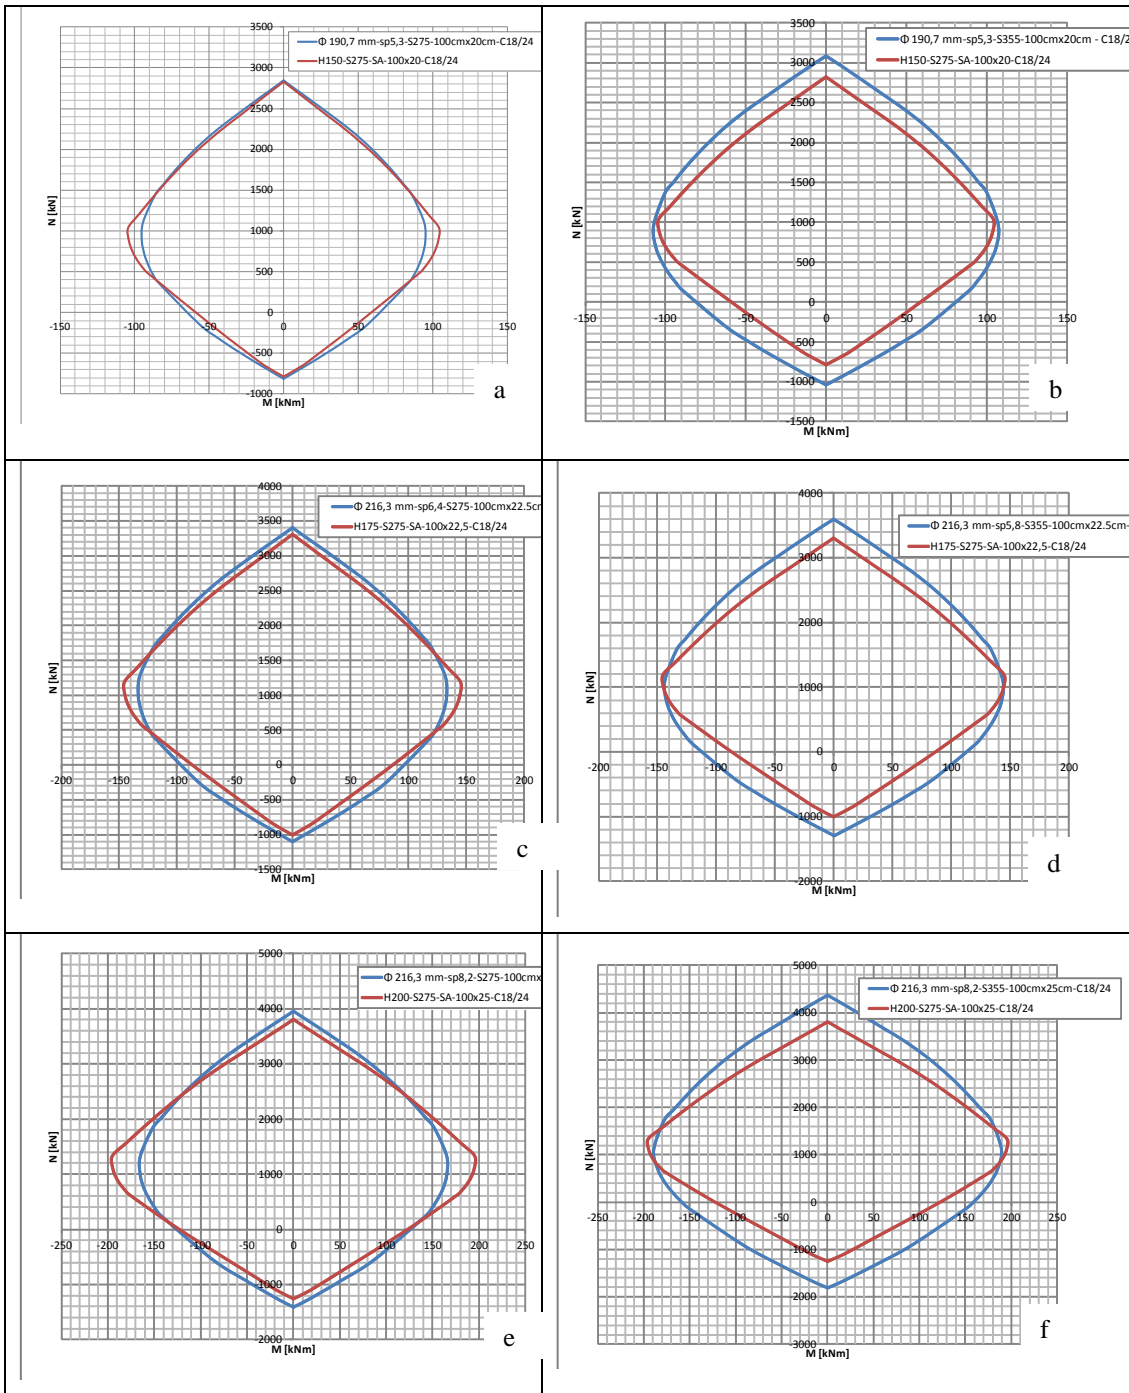 3500
Φ 190,7 mm-sp5,3-S275-100cmx20cm-C18/24
H150-S275-SA-100x20-C18/24
3000
2500
2000
1500
1000
500
0
-500
-1000
-150 -100 -50 0 50 100 150
N [kN]
M [kNm]
a
3500
Φ 190,7 mm-sp5,3-S355-100cmx20cm - C18/2
H150-S275-SA-100x20-C18/24
3000
2500
2000
1500
1000
500
0
-500
-1000
-1500
-150 -100 -50 0 50 100 150
N [kN]
M [kNm]
b
4000
Φ 216,3 mm-sp6,4-S275-100cmx22.5cm
H175-S275-SA-100x22,5-C18/24
3500
3000
2500
2000
1500
1000
500
0
-500
-1000
-1500
-200 -150 -100 -50 0 50 100 150 200
N [kN]
M [kNm]
c
4000
Φ 216,3 mm-sp5,8-S355-100cmx22.5cm-
H175-S275-SA-100x22,5-C18/24
3000
2000
1000
0
-1000
-2000
-200 -150 -100 -50 0 50 100 150 200
N [kN]
M [kNm]
d
5000
Φ 216,3 mm-sp8,2-S275-100cmx
H200-S275-SA-100x25-C18/24
4000
3000
2000
1000
0
-1000
-2000
-250 -200 -150 -100 -50 0 50 100 150 200 250
N [kN]
M [kNm]
e
5000
Φ 216,3 mm-sp8,2-S355-100cmx25cm-C18/24
H200-S275-SA-100x25-C18/24
4000
3000
2000
1000
0
-1000
-2000
-3000
-250 -200 -150 -100 -50 0 50 100 150 200 250
N [kN]
M [kNm]
f